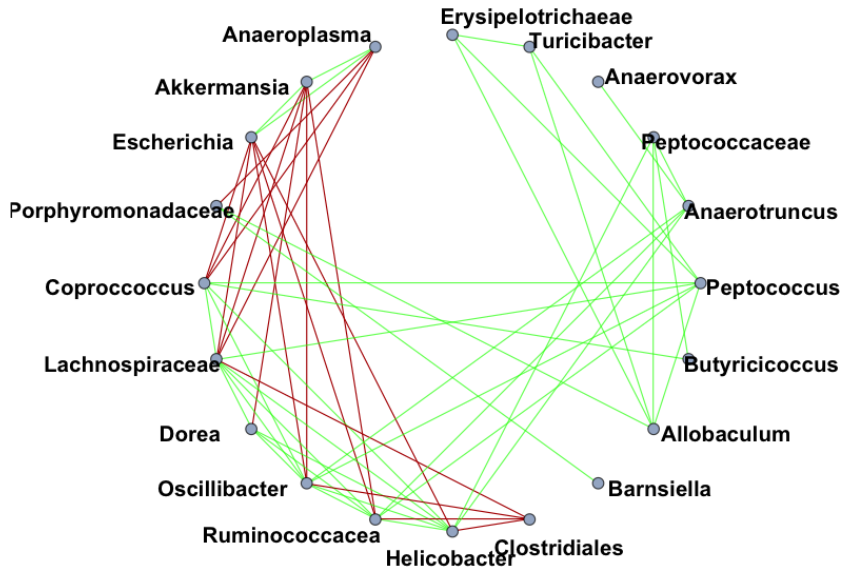 Erysipelotrichaeae
Anaeroplasma
Turicibacter
Akkermansia
Anaerovorax
Escherichia
Peptococcaceae
Porphyromonadaceae
Anaerotruncus
Coproccoccus
Peptococcus
Lachnospiraceae
Butyricicoccus
Dorea
Allobaculum
Oscillibacter
Barnsiella
Ruminococcacea
Clostridiales
Helicobacter